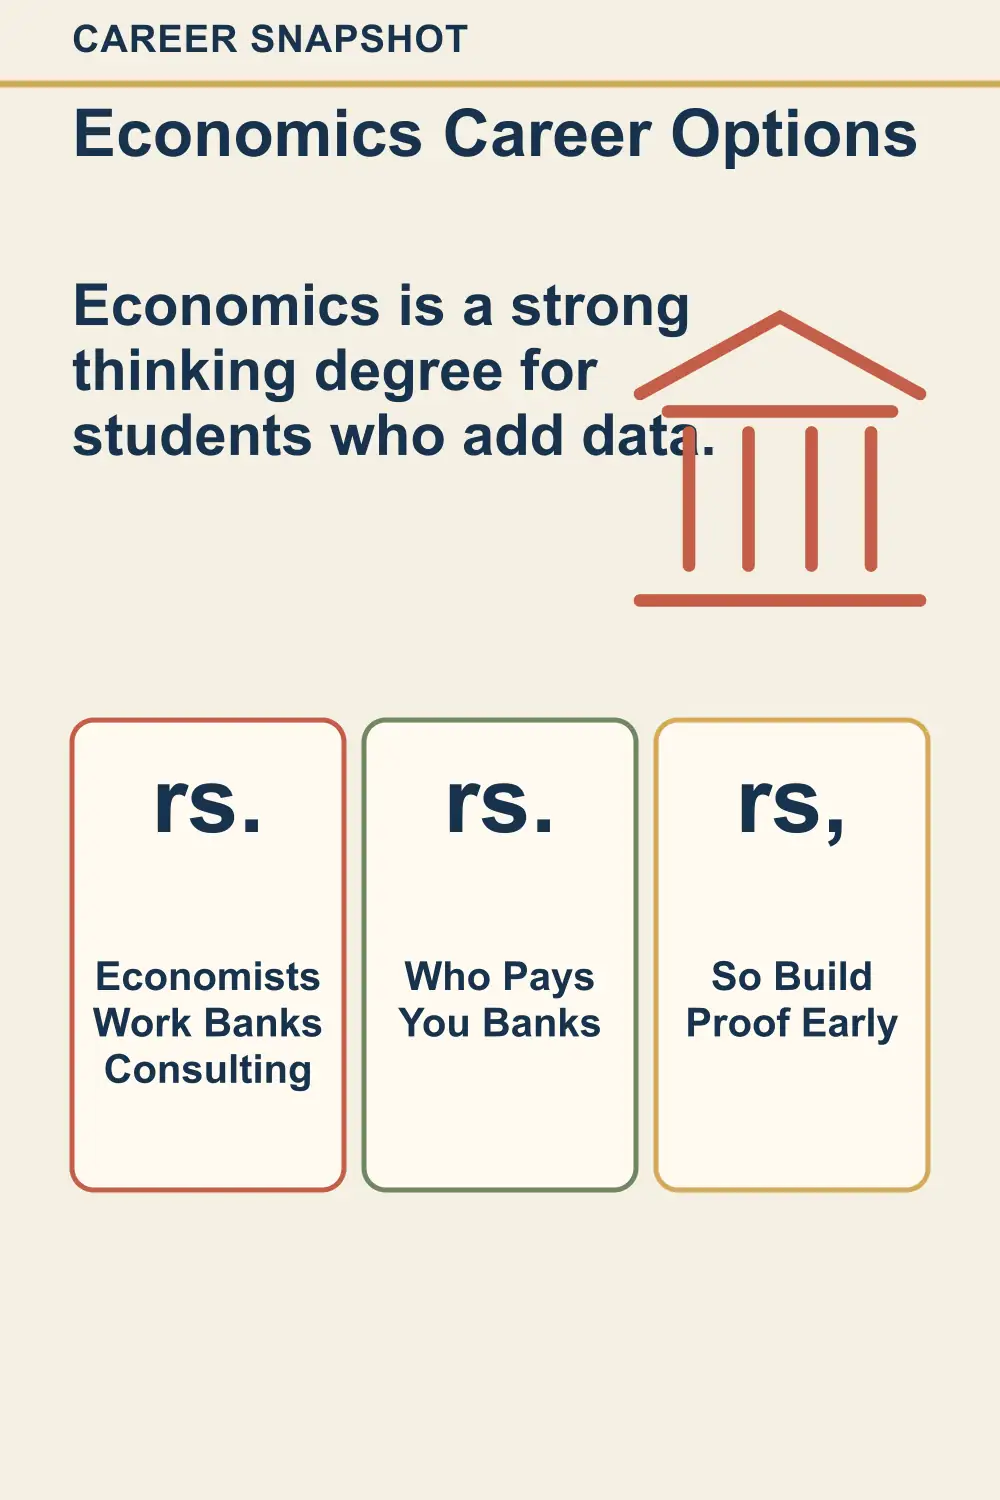 CAREER SNAPSHOT
Economics Career Options
Economics is a strong
thinking degree for
students who add data.
rs.
Economists
Work Banks
Consulting
rs.
Who Pays
You Banks
rs,
So Build
Proof Early